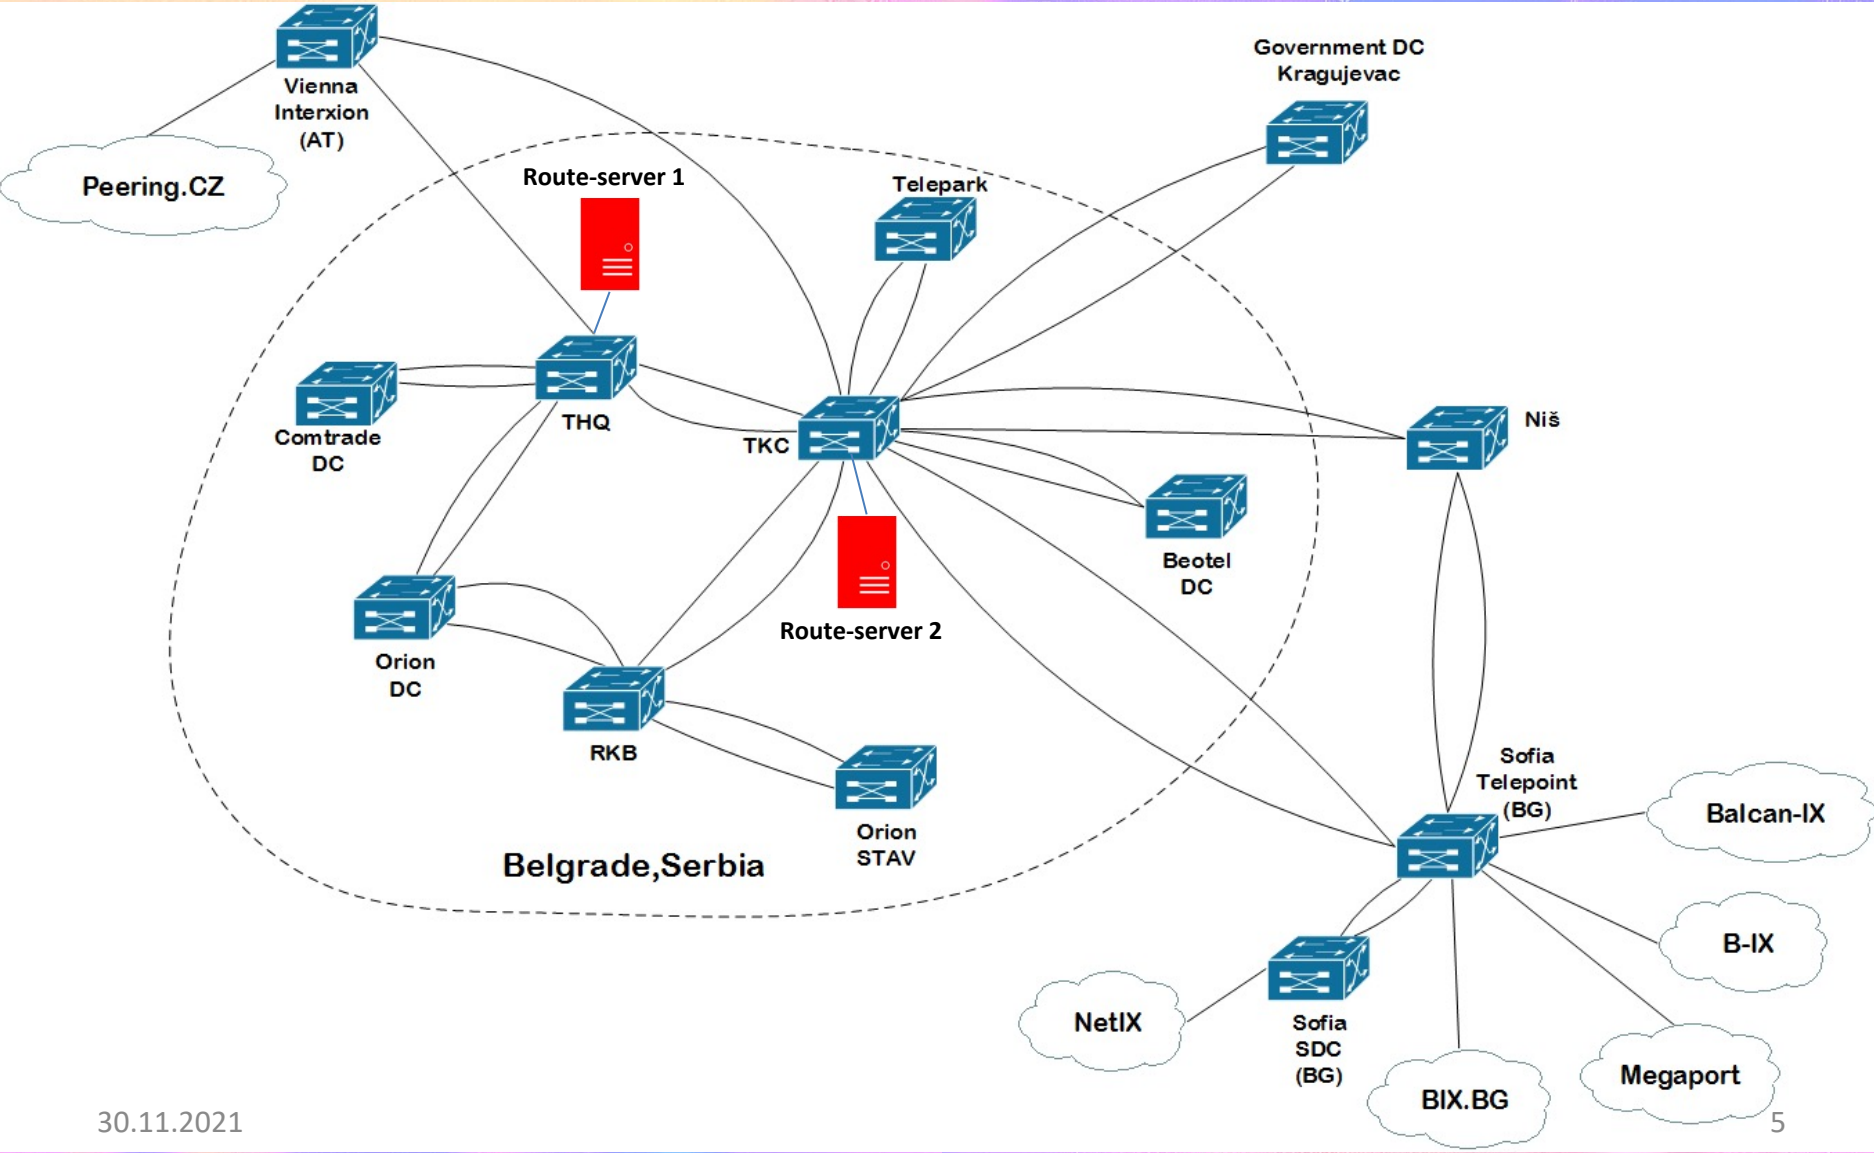 Vienna
Interxion
(AT)
Peering.CZ
Government DC
Kragujevac
Route-server 1
Telepark
Comtrade
DC
THQ
TKC
Niš
Beotel
DC
Route-server 2
Orion
DC
RKB
Orion
STAV
Belgrade,Serbia
Sofia
Telepoint
(BG)
Balcan-IX
B-IX
NetIX
Sofia
SDC
(BG)
BIX.BG
Megaport
30.11.2021
5